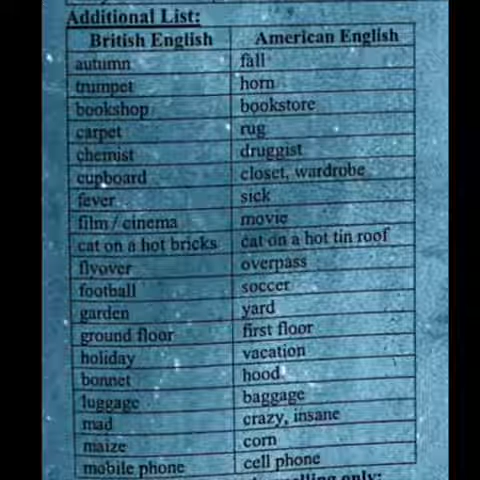 Additional List:
British English American English
autumn fall
trumpet horn
bookshop bookstore
carpet rug
chemist druggist
cupboard closet, wardrobe
fever sick
film / cinema movie
cat on a hot bricks cat on a hot tin roof
flyover overpass
football soccer
garden yard
ground floor first floor
holiday vacation
bonnet hood
luggage baggage
mad crazy, insane
maize corn
mobile phone cell phone
only: